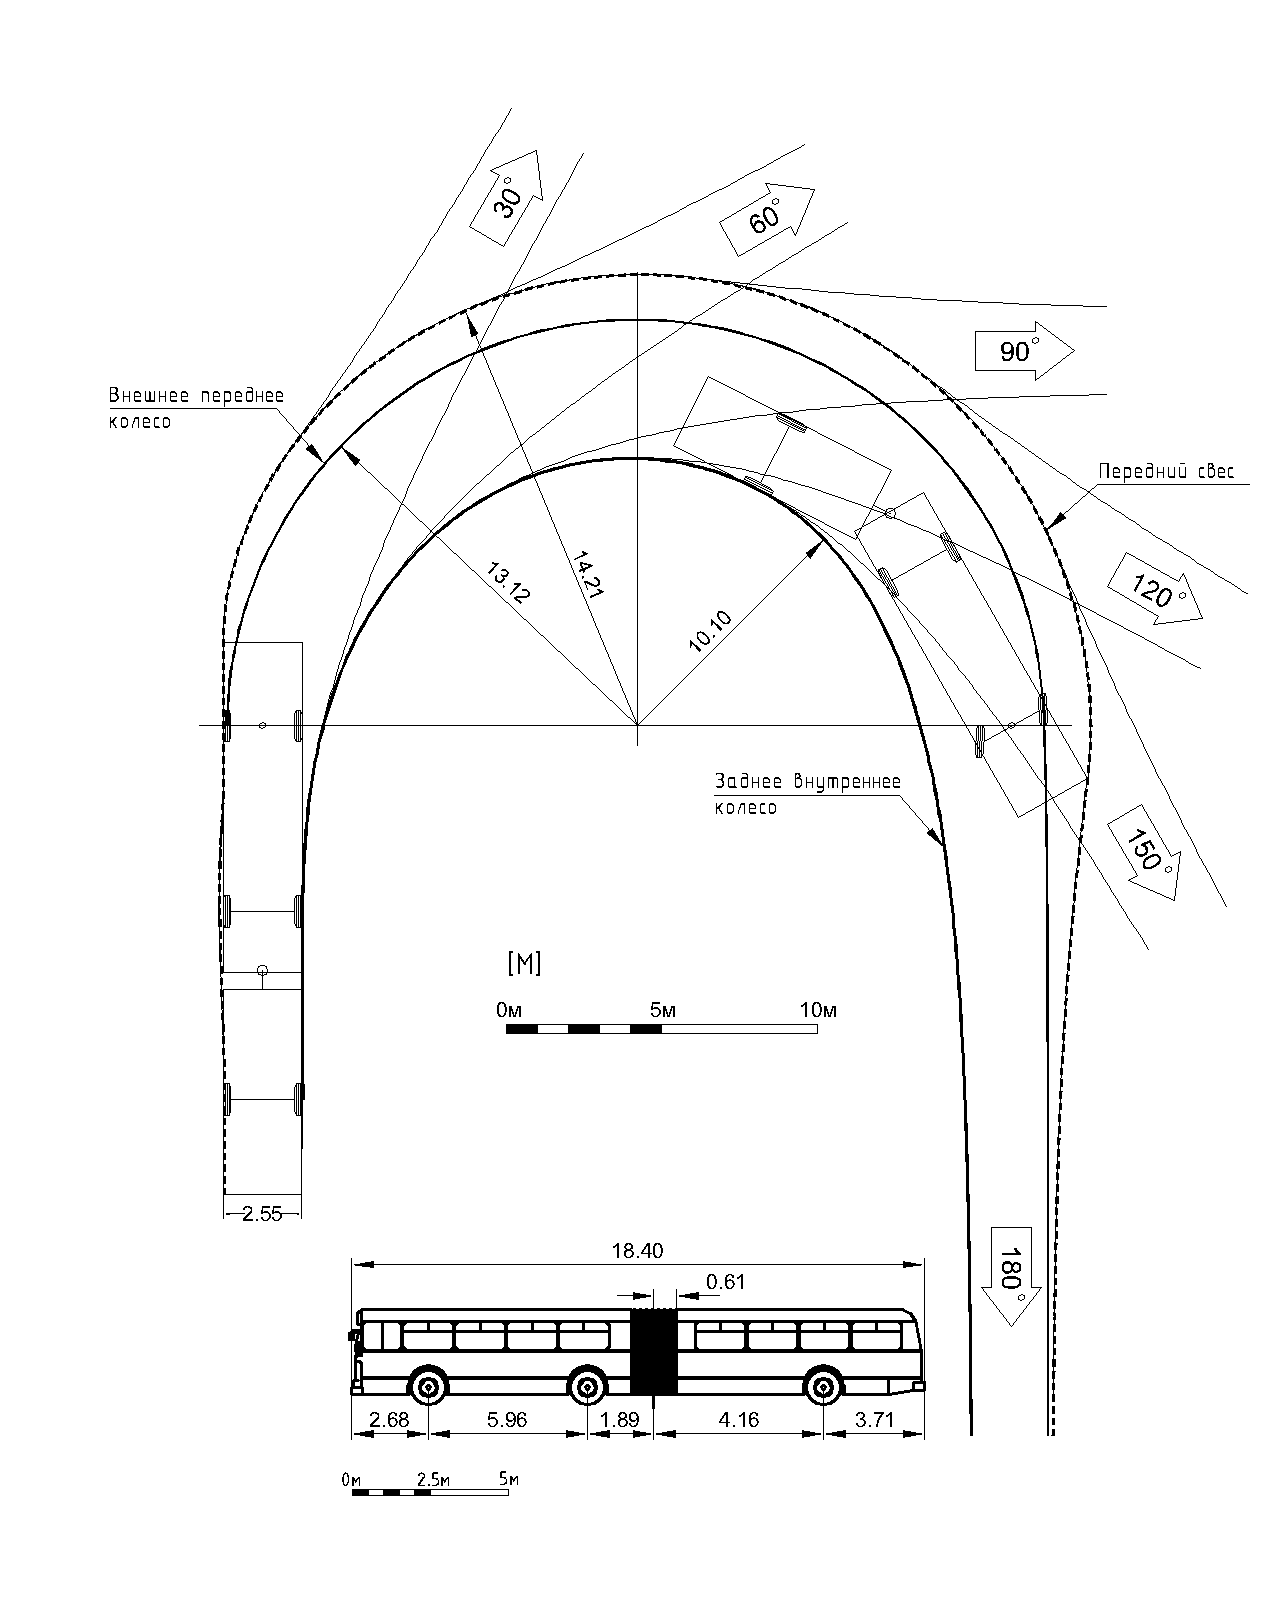 30°
60°
90°
Внешнее переднее
колесо
Передний свес
13.12
14.21
10.10
120°
Заднее внутреннее
колесо
150°
[М]
0м 5м 10м
2.55
180°
18.40
0.61
2.68 5.96 1.89 4.16 3.71
0м 2.5м 5м